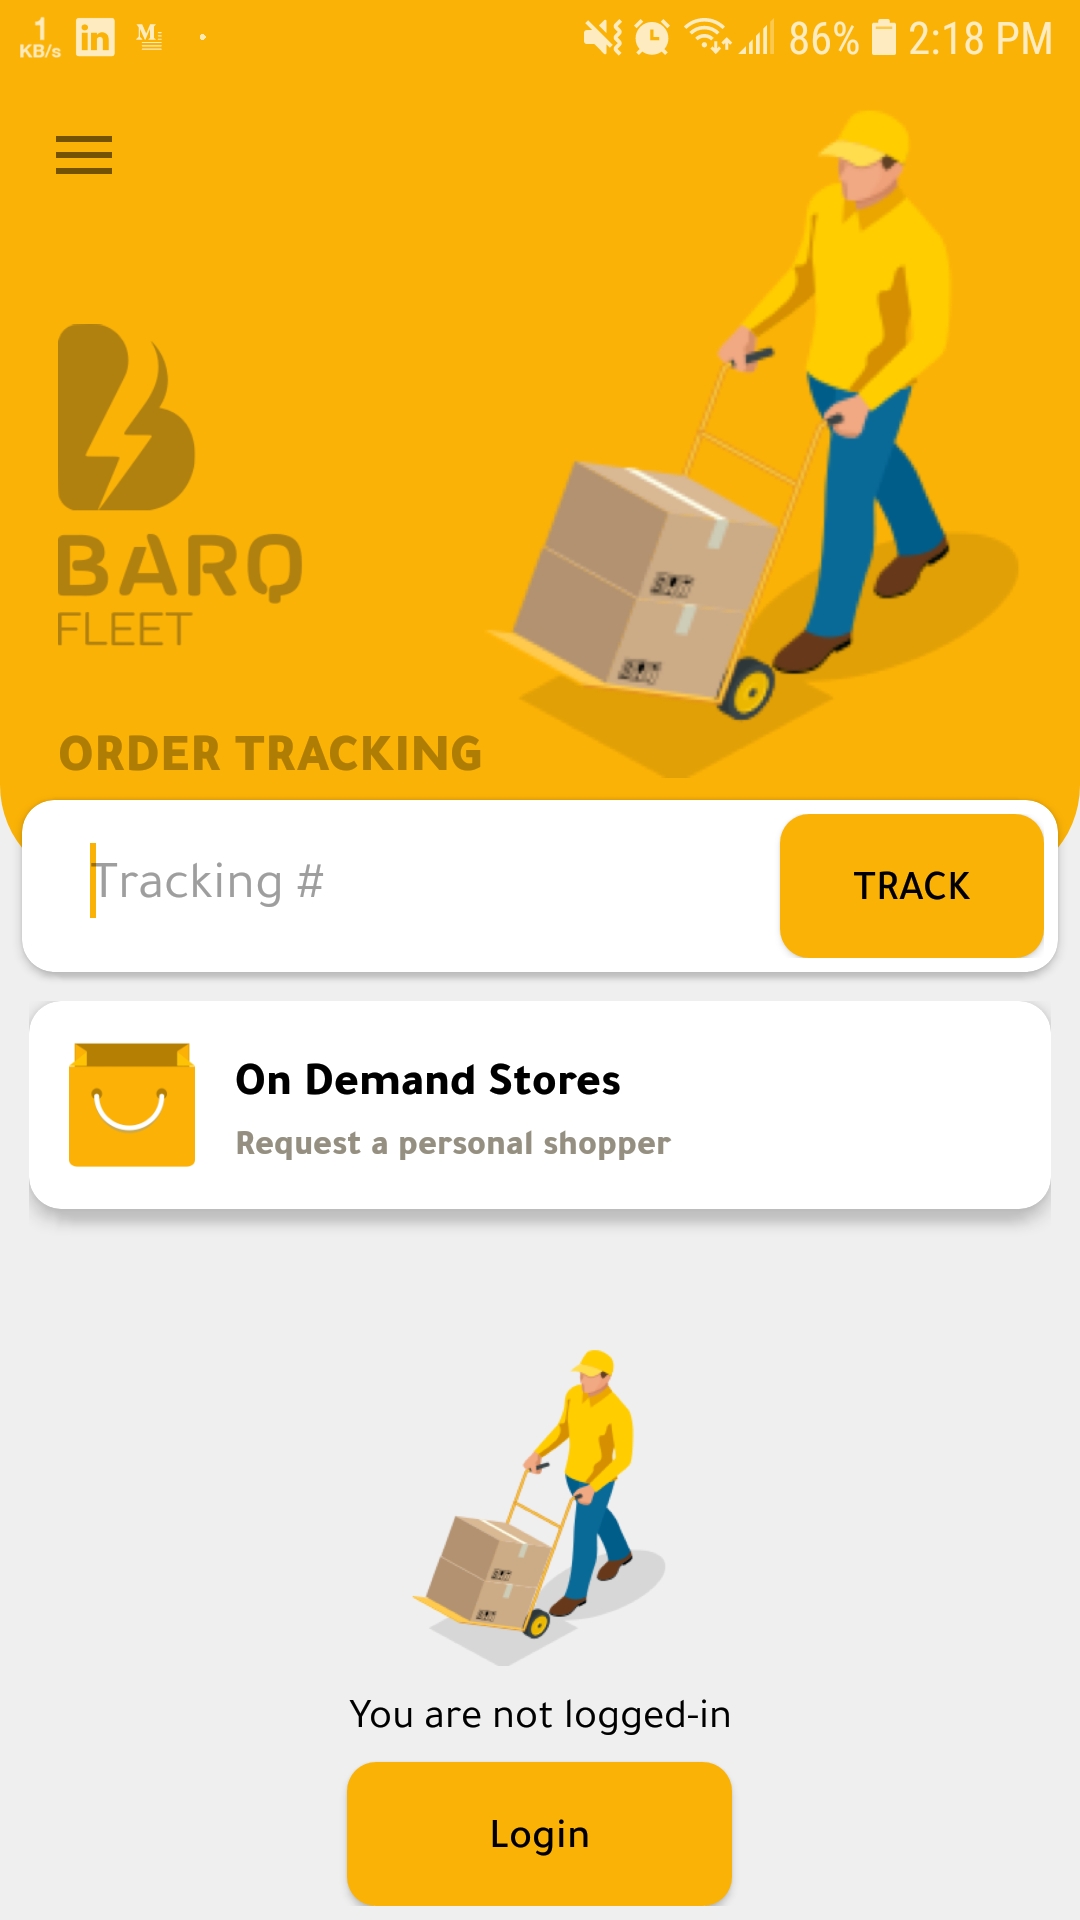 1
KB/s
in
M
86%
2:18 PM
BARQ
FLEET
ORDER TRACKING
Tracking #
TRACK
On Demand Stores
Request a personal shopper
You are not logged-in
Login